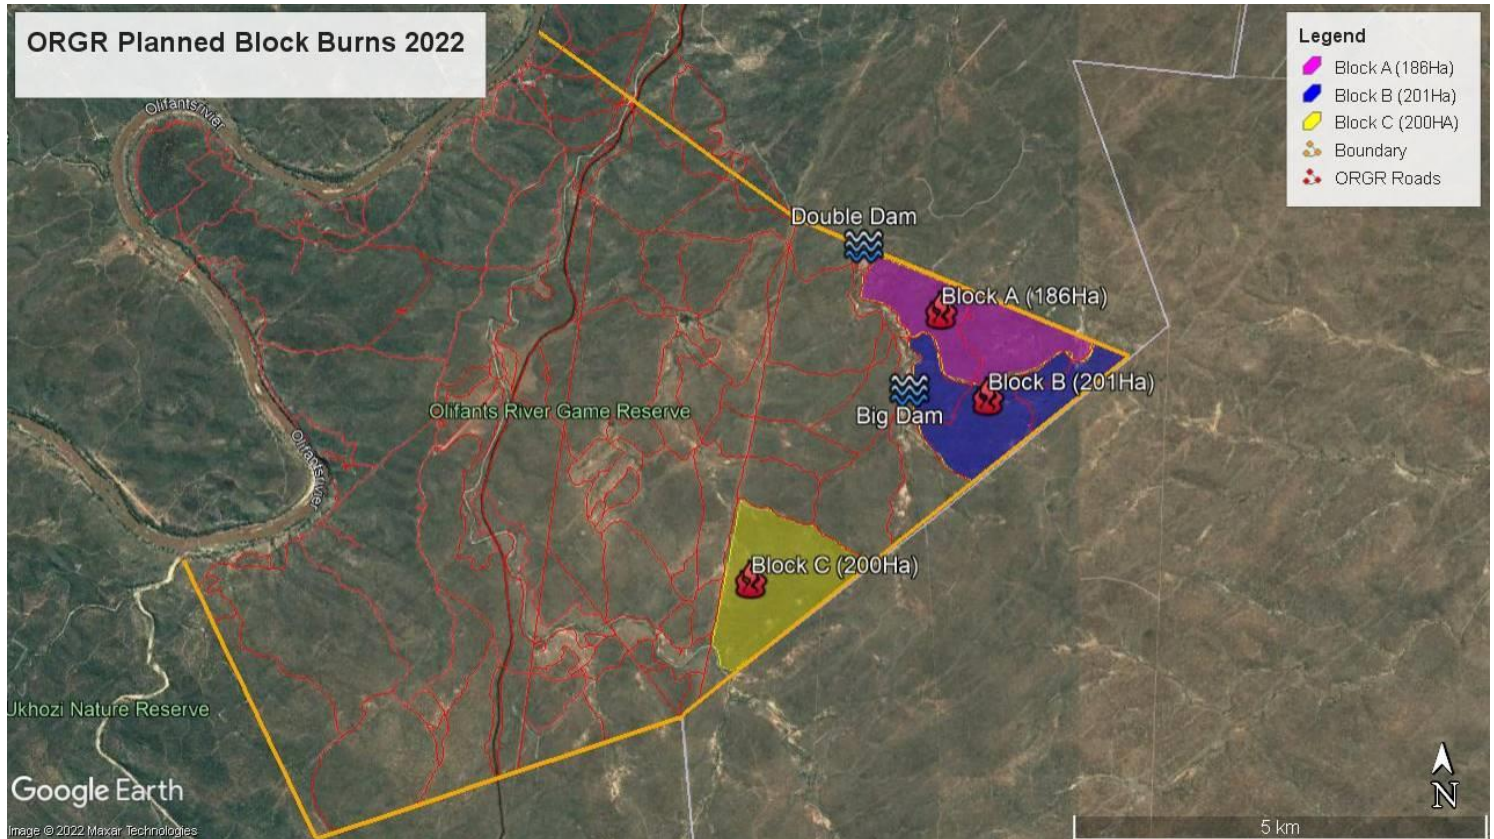 ORGR Planned Block Burns 2022
Legend
Block A (186Ha)
Block B (201Ha)
Block C (200HA)
Boundary
ORGR Roads
Olifantsrivier
Double Dam
Block A (186Ha)
Block B (201Ha)
Big Dam
Olifants River Game Reserve
Olifantsrivier
Block C (200Ha)
Ukhozi Nature Reserve
Google Earth
Image © 2022 Maxar Technologies
N
5 km